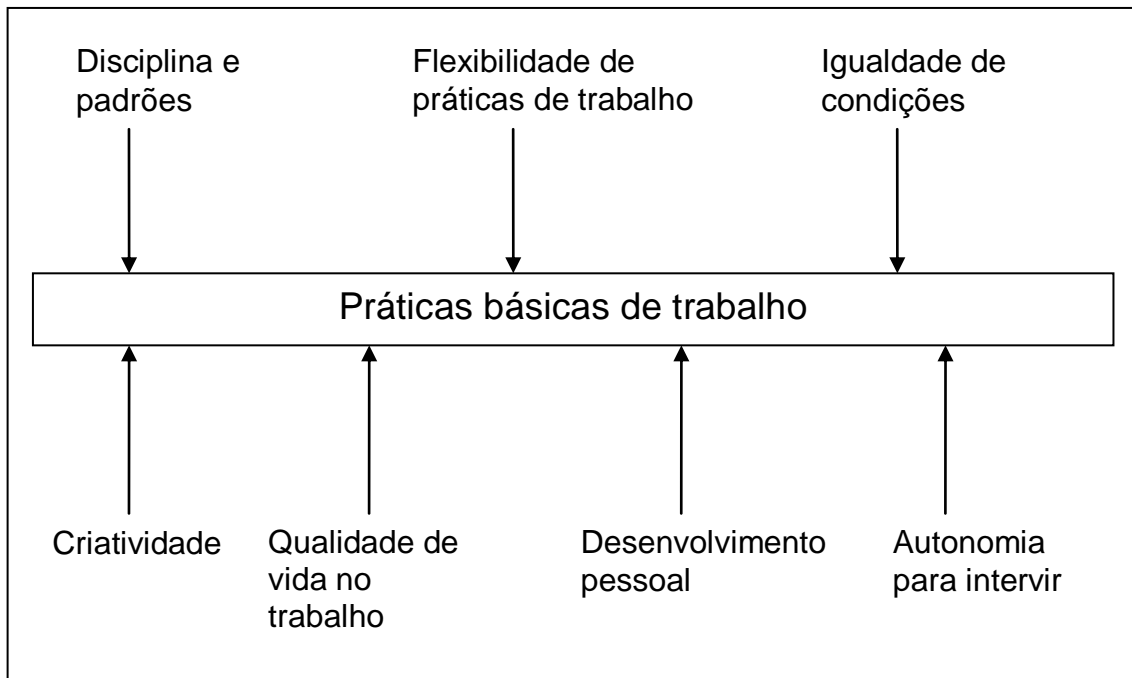 Disciplina e
padrões
Flexibilidade de
práticas de trabalho
Igualdade de
condições
Práticas básicas de trabalho
Criatividade
Qualidade de
vida no
trabalho
Desenvolvimento
pessoal
Autonomia
para intervir